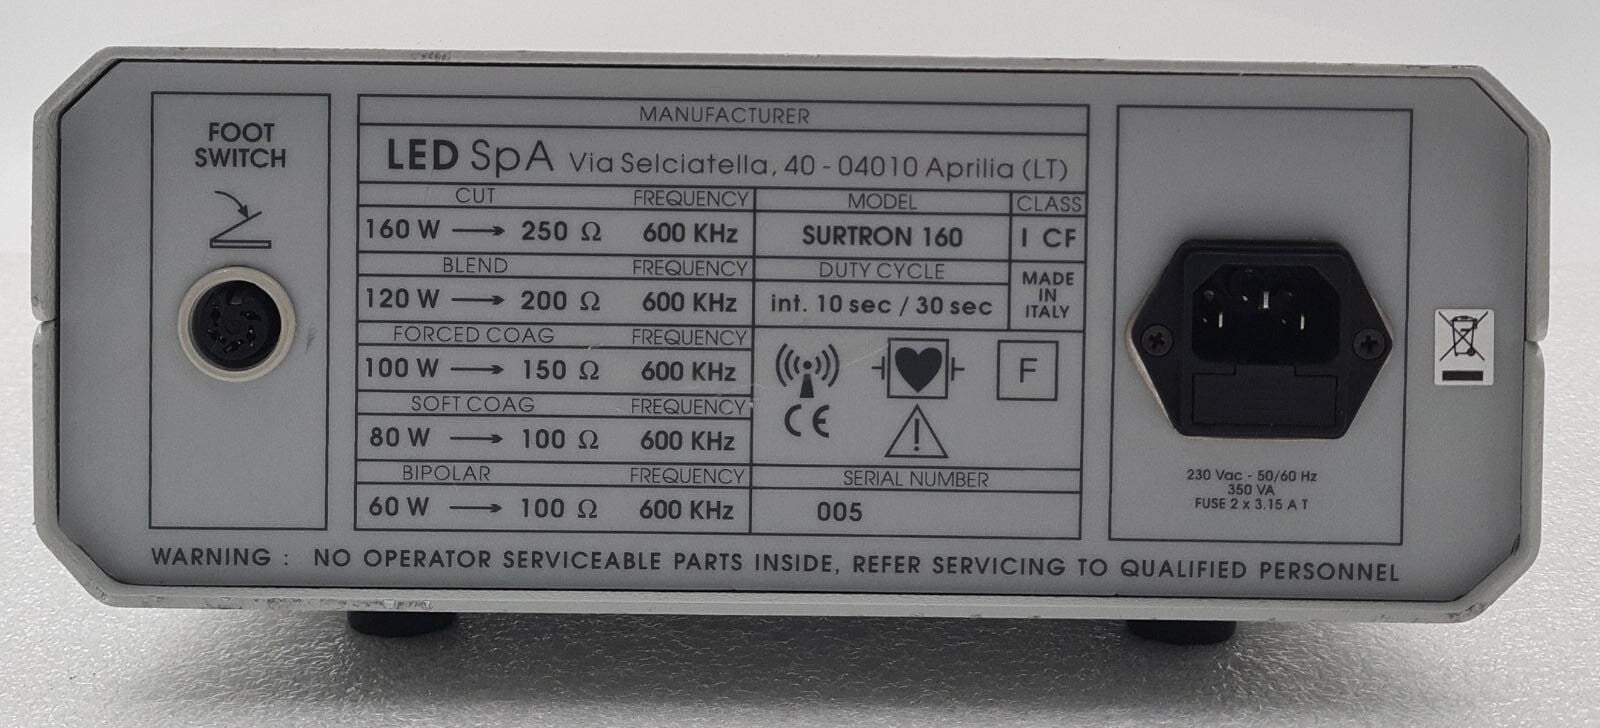 FOOT
SWITCH
MANUFACTURER
LED SpA Via Selciatella, 40 - 04010 Aprilia (LT)
CUT FREQUENCY MODEL CLASS
160 W → 250 Ω 600 KHz SURTRON 160 I CF
BLEND FREQUENCY DUTY CYCLE MADE
IN
ITALY
120 W → 200 Ω 600 KHz int. 10 sec / 30 sec
FORCED COAG FREQUENCY
100 W → 150 Ω 600 KHz F
SOFT COAG FREQUENCY CE
80 W → 100 Ω 600 KHz !
BIPOLAR FREQUENCY SERIAL NUMBER
60 W → 100 Ω 600 KHz 005
230 Vac - 50/60 Hz
350 VA
FUSE 2 x 3.15 A T
WARNING : NO OPERATOR SERVICEABLE PARTS INSIDE, REFER SERVICING TO QUALIFIED PERSONNEL